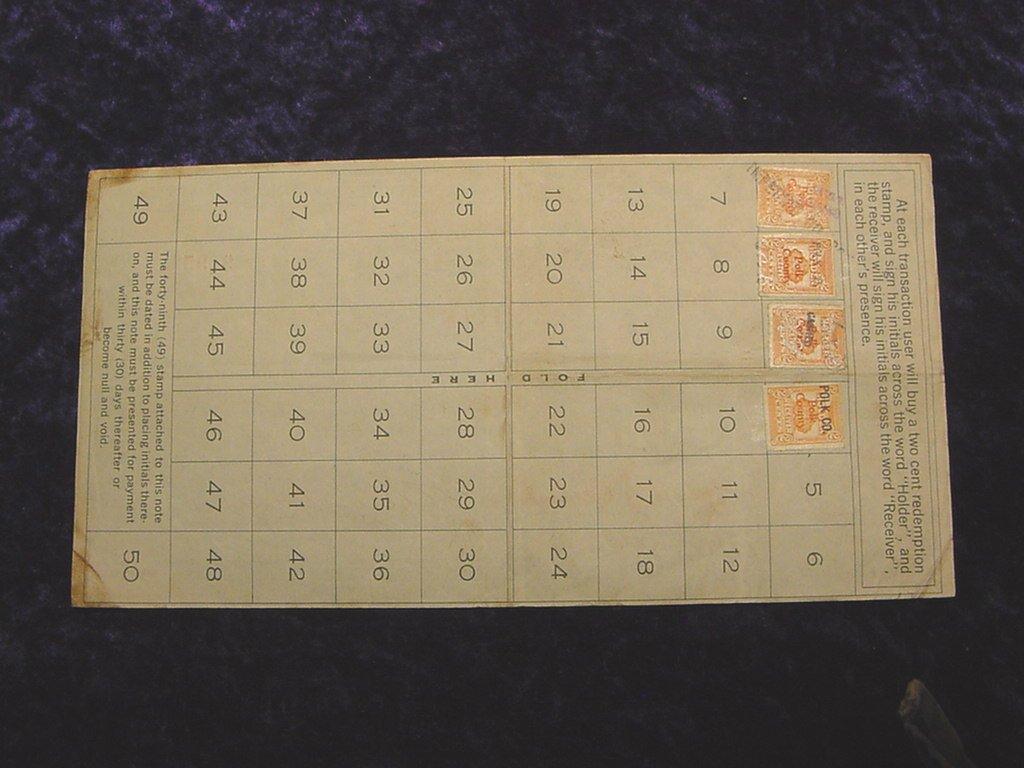 At each transaction user will buy a two cent redemption
stamp, and sign his initials across the word "Holder", and
the receiver will sign his initials across the word "Receiver",
in each other's presence.
Polk
County
Polk
County
POLK CO.
Polk
County
5 6
7 8 9 10 11 12
13 14 15 16 17 18
19 20 21 22 23 24
FOLD HERE
25 26 27 28 29 30
31 32 33 34 35 36
37 38 39 40 41 42
43 44 45 46 47 48
49
The forty-ninth (49) stamp attached to this note
must be dated in addition to placing initials there-
on, and this note must be presented for payment
within thirty (30) days thereafter or
become null and void.
50